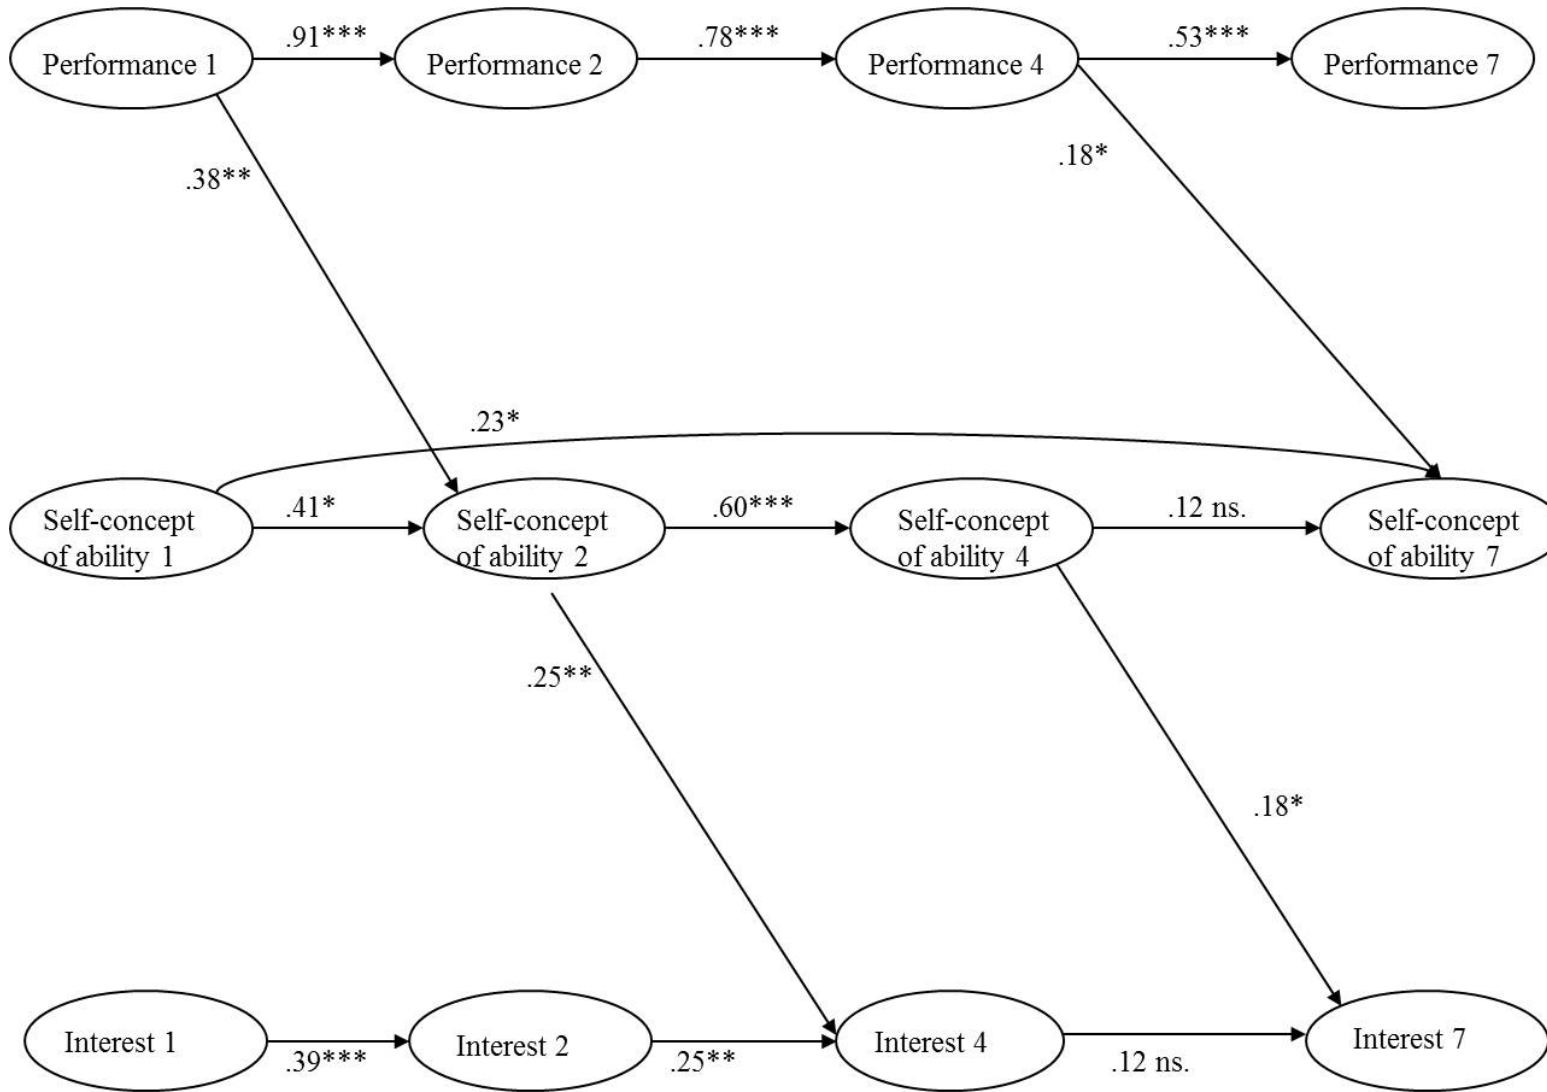 .91***
.78***
.53***
Performance 1
Performance 2
Performance 4
Performance 7
.38**
.18*
.23*
.41*
.60***
.12 ns.
Self-concept
of ability 1
Self-concept
of ability 2
Self-concept
of ability 4
Self-concept
of ability 7
.25**
.18*
Interest 1
Interest 2
Interest 4
Interest 7
.39***
.25**
.12 ns.